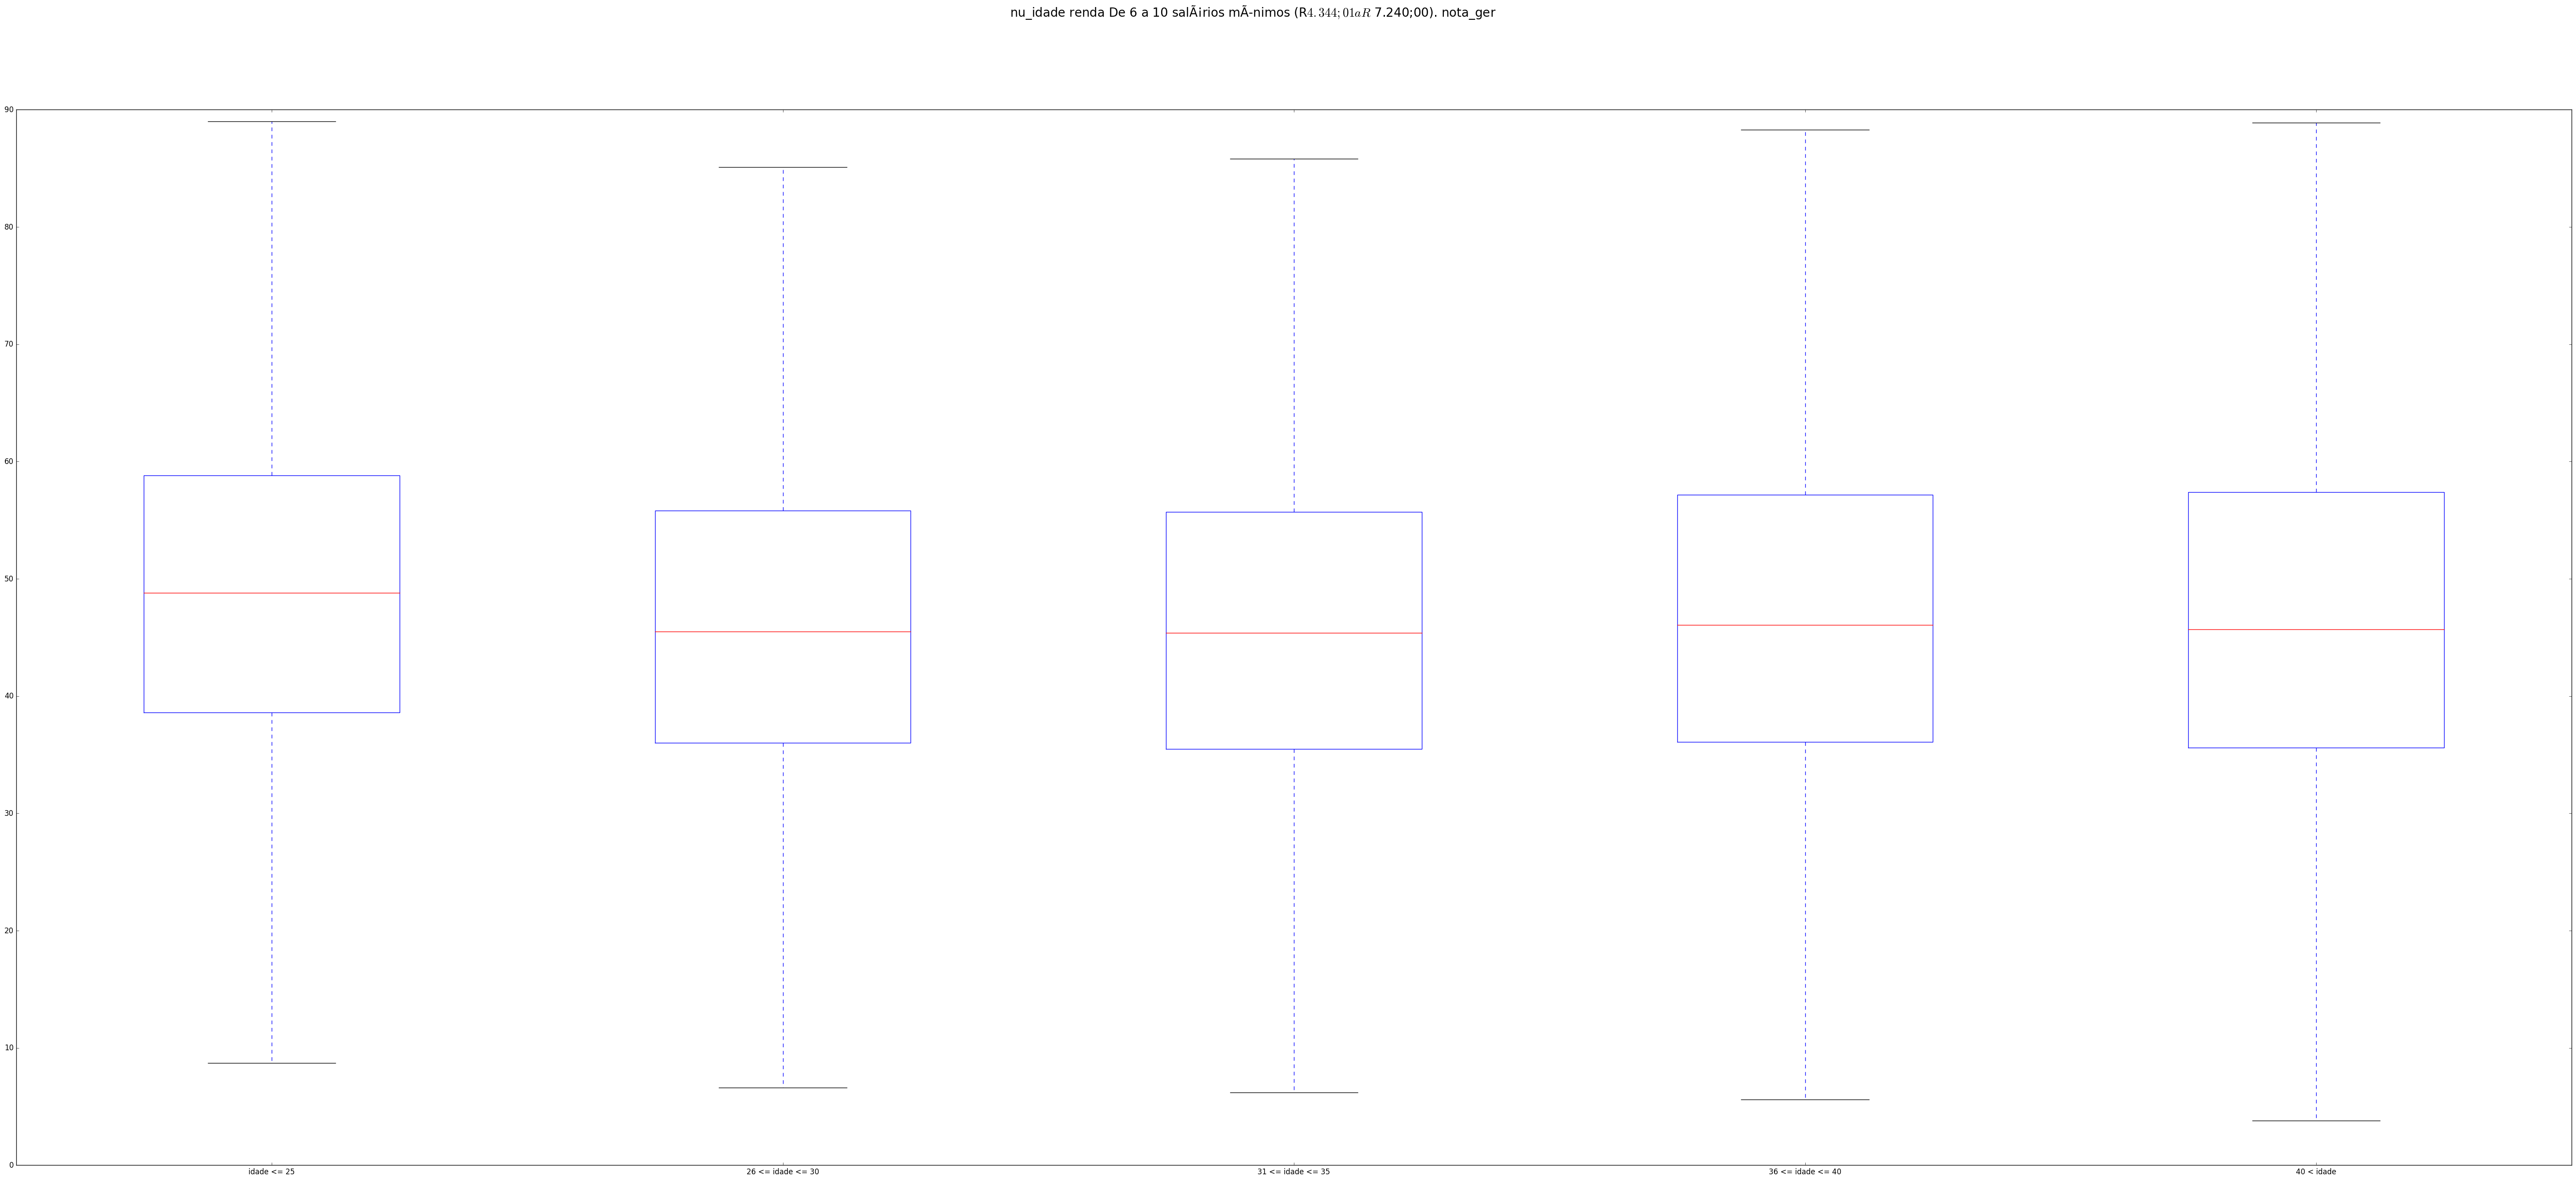 nu_idade renda De 6 a 10 salÃ¡rios mÃ-nimos (R4.344;01aR 7.240;00). nota_ger
90
80
70
60
50
40
30
20
10
0
idade <= 25
26 <= idade <= 30
31 <= idade <= 35
36 <= idade <= 40
40 < idade